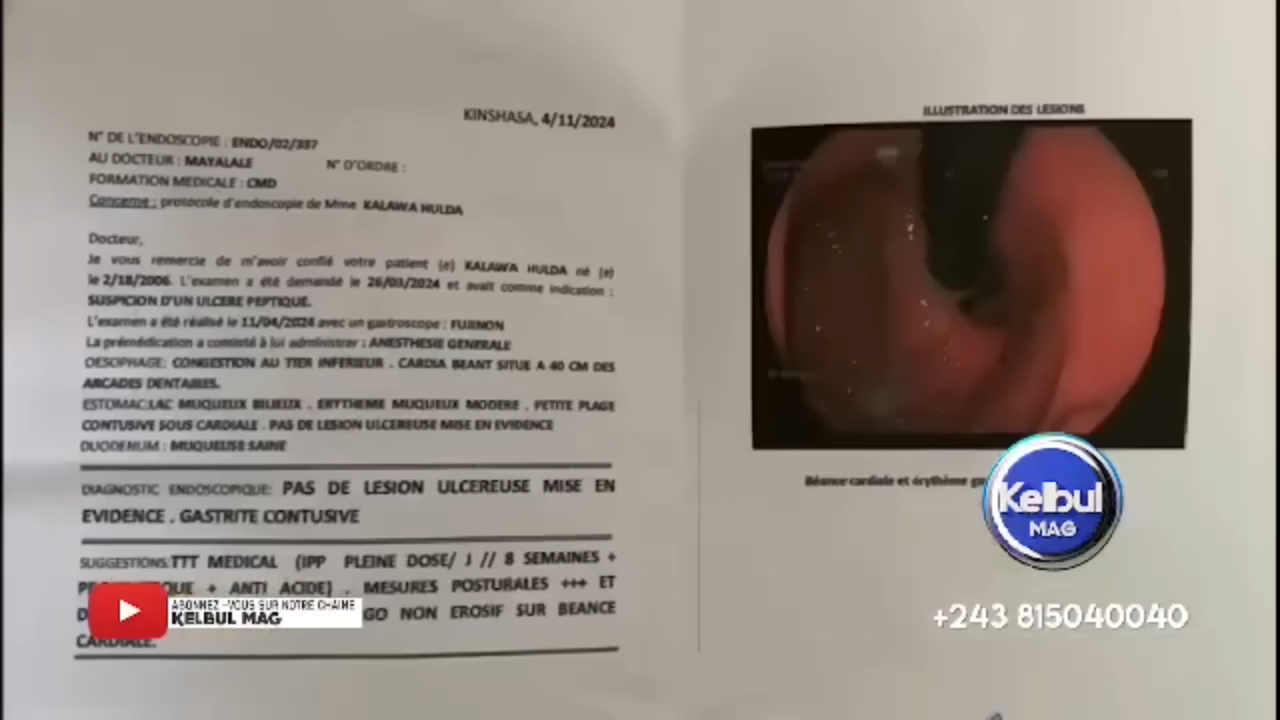 KINSHASA, 4/11/2024
N° DE L'ENDOSCOPIE : ENDO/02/337
AU DOCTEUR : MAYALALE N° D'ORDRE :
FORMATION MEDICALE : CMD
Concerne : protocole d'endoscopie de Mme KALAWA HULDA
Docteur,
Je vous remercie de m'avoir confié votre patient (e) KALAWA HULDA né (e)
le 2/18/2006. L'examen a été demandé le 26/03/2024 et avait comme indication :
SUSPICION D'UN ULCERE PEPTIQUE.
L'examen a été réalisé le 11/04/2024 avec un gastroscope : FUJINON
La prémédication a consisté à lui administrer : ANESTHESIE GENERALE
OESOPHAGE: CONGESTION AU TIER INFERIEUR . CARDIA BEANT SITUE A 40 CM DES
ARCADES DENTAIRES.
ESTOMAC:LAC MUQUEUX BILIEUX . ERYTHEME MUQUEUX MODERE . PETITE PLAGE
CONTUSIVE SOUS CARDIALE . PAS DE LESION ULCEREUSE MISE EN EVIDENCE
DUODENUM : MUQUEUSE SAINE
DIAGNOSTIC ENDOSCOPIQUE: PAS DE LESION ULCEREUSE MISE EN
EVIDENCE . GASTRITE CONTUSIVE
SUGGESTIONS:TTT MEDICAL (IPP PLEINE DOSE/ J // 8 SEMAINES +
+ ANTI ACIDE) . MESURES POSTURALES +++ ET
GO NON EROSIF SUR BEANCE
CARDIALE.
ILLUSTRATION DES LESIONS
Béance cardiale et érythème
Kelbul
MAG
ABONNEZ -VOUS SUR NOTRE CHAINE
KELBUL MAG
+243 815040040